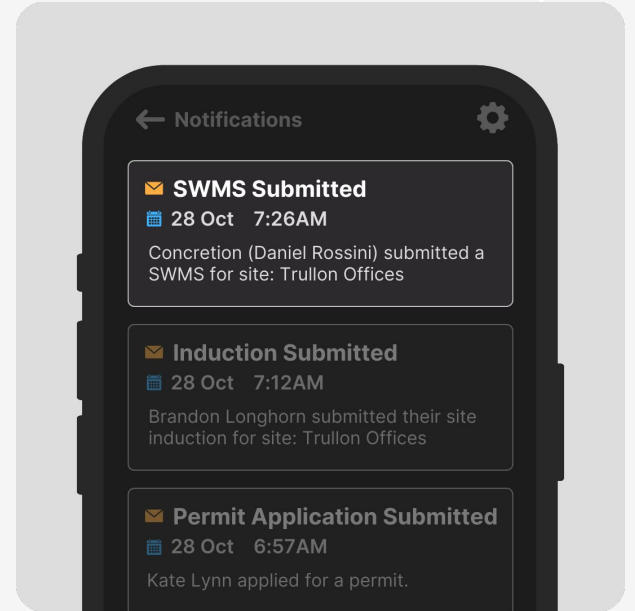 Notifications
SWMS Submitted
28 Oct 7:26AM
Concretion (Daniel Rossini) submitted a
SWMS for site: Trullon Offices
Induction Submitted
28 Oct 7:12AM
Brandon Longhorn submitted their site
induction for site: Trullon Offices
Permit Application Submitted
28 Oct 6:57AM
Kate Lynn applied for a permit.